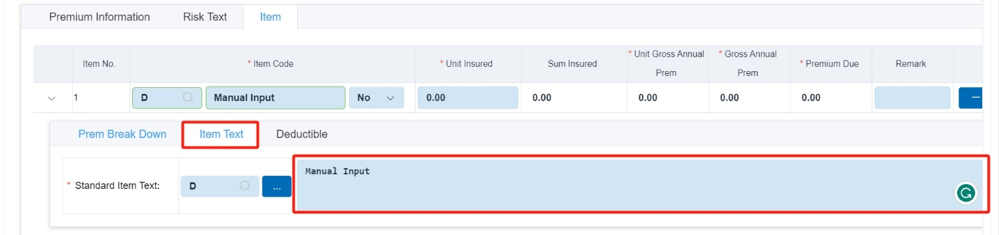 Premium Information Risk Text Item
Item No. * Item Code * Unit Insured Sum Insured * Unit Gross Annual Prem * Gross Annual Prem * Premium Due Remark
1 D Manual Input No 0.00 0.00 0.00 0.00 0.00
Prem Break Down Item Text Deductible
* Standard Item Text: D ... Manual Input